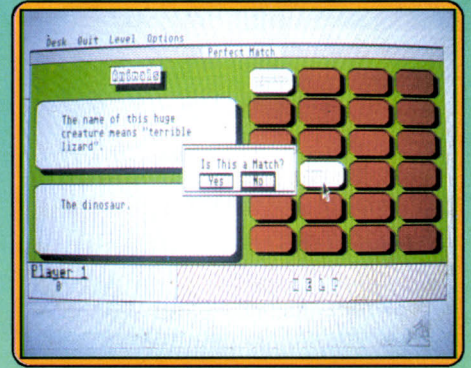 Desk Quit Level Options
Perfect Match
Animals
The name of this huge
creature means "terrible
lizard".
Is This a Match?
Yes No
The dinosaur.
Player 1
0